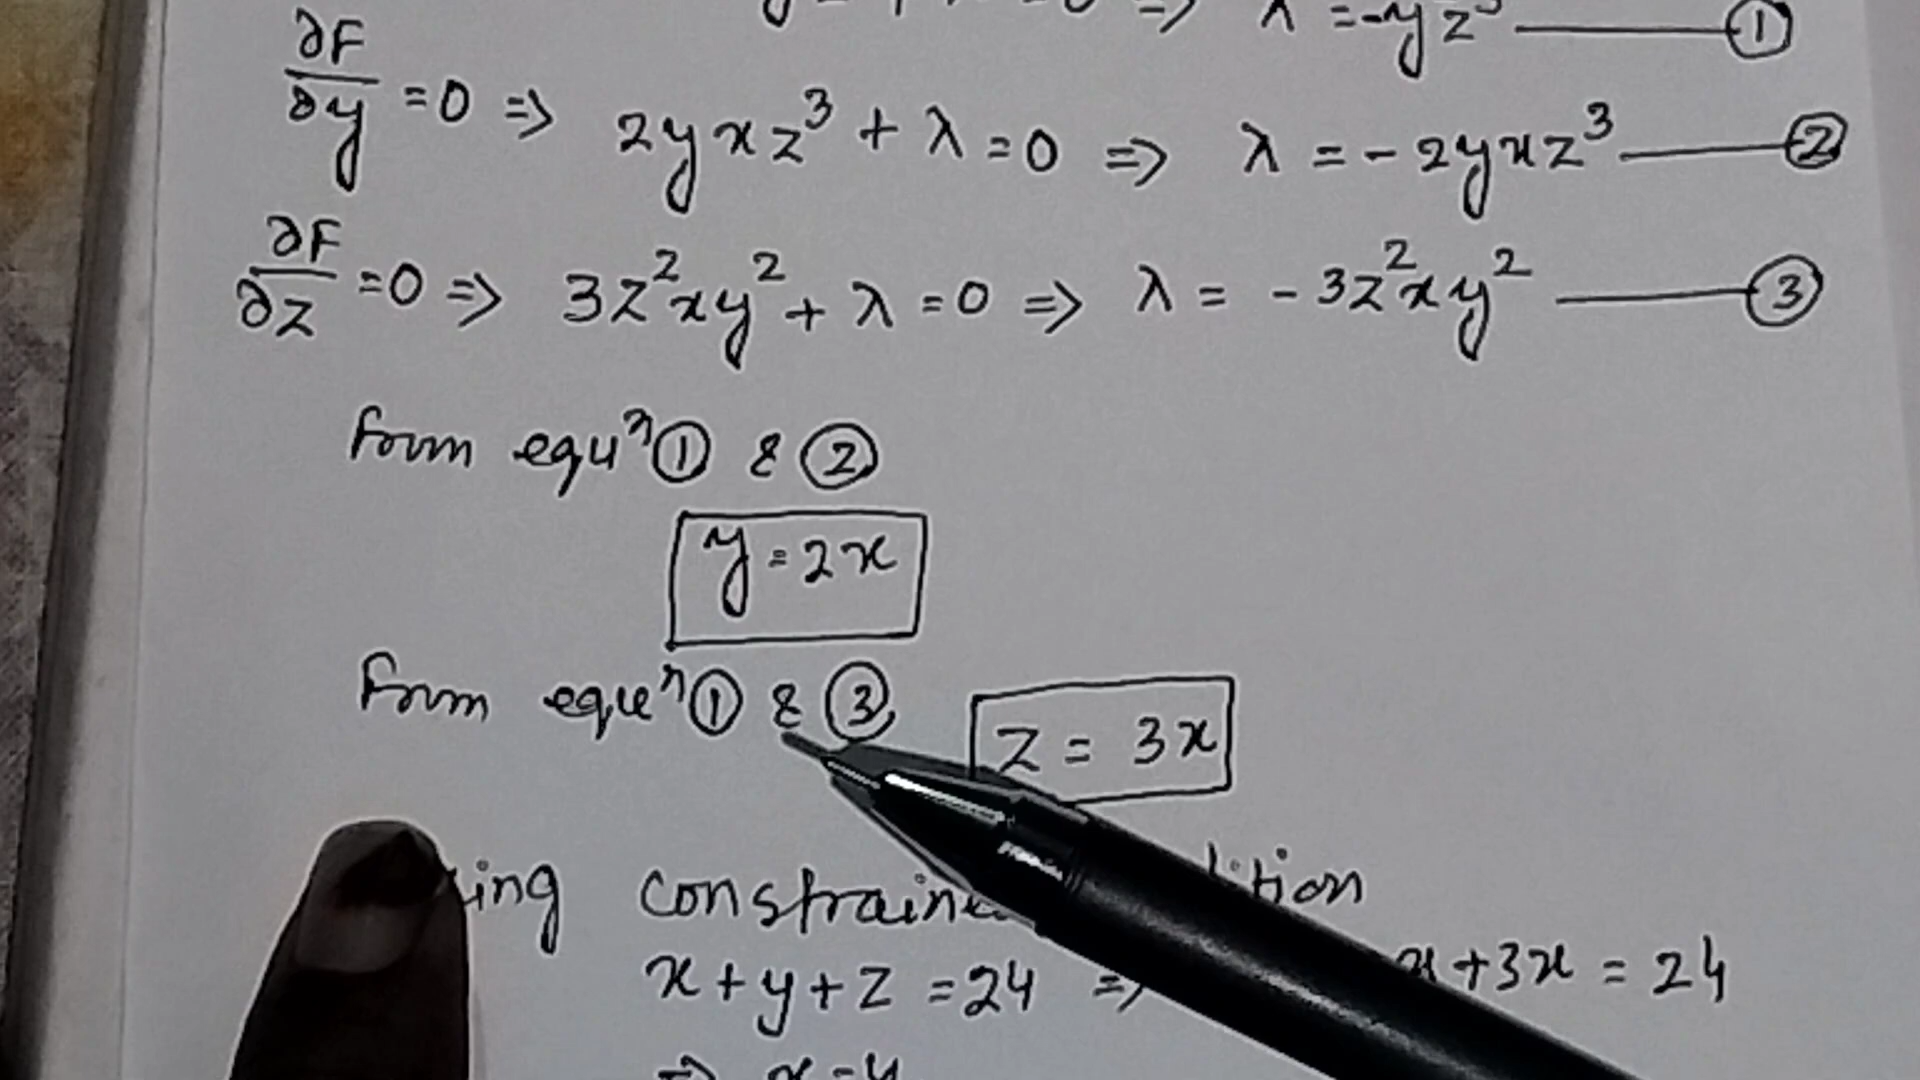 λ = -yz³ ——— ①
∂F/∂y = 0 ⇒ 2yxz³ + λ = 0 ⇒ λ = - 2yxz³ ——— ②
∂F/∂z = 0 ⇒ 3z²xy² + λ = 0 ⇒ λ = - 3z²xy² ——— ③
from equⁿ ① & ②
y = 2x
From equⁿ ① & ③
z = 3x
x + y + z = 24 ⇒ x + 3x = 24
⇒ x = 4